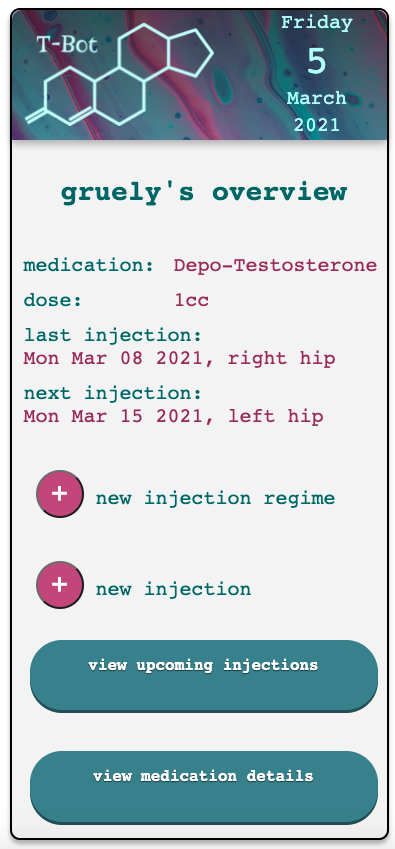 T-Bot
Friday
5
March
2021
gruely's overview
medication: Depo-Testosterone
dose: 1cc
last injection:
Mon Mar 08 2021, right hip
next injection:
Mon Mar 15 2021, left hip
+ new injection regime
+ new injection
view upcoming injections
view medication details